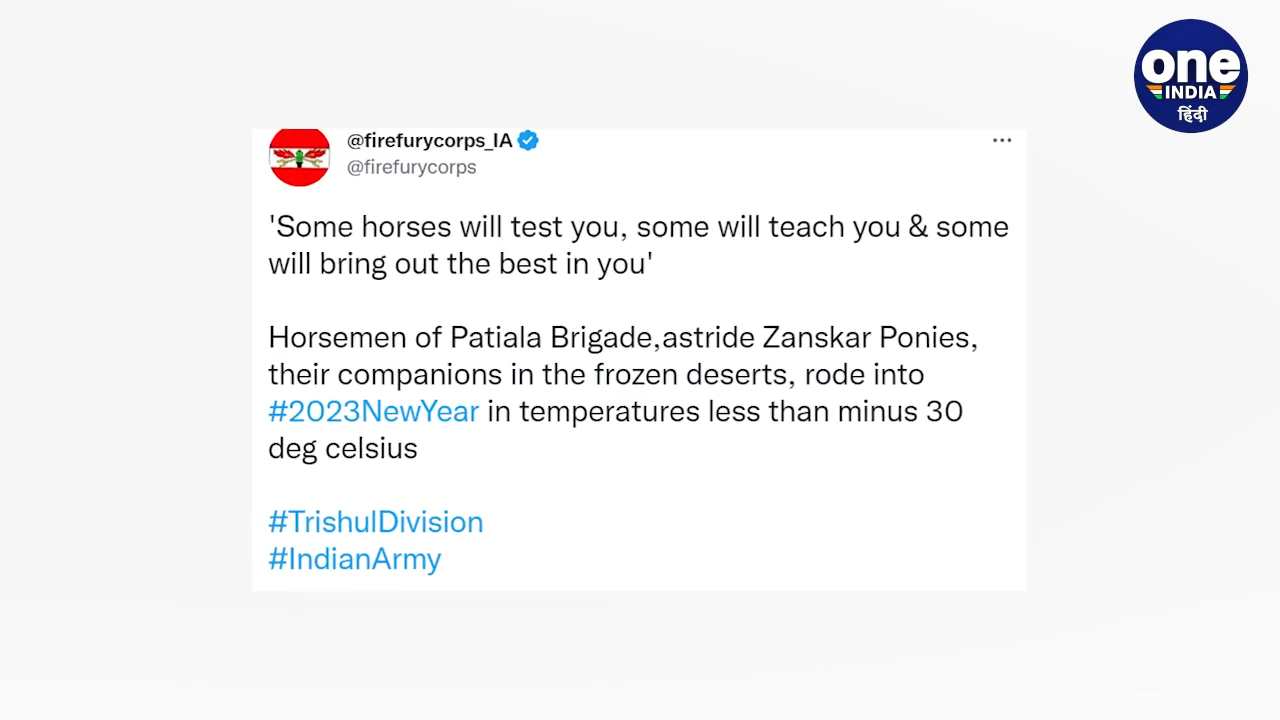 one
INDIA
हिंदी
@firefurycorps_IA
@firefurycorps
'Some horses will test you, some will teach you & some
will bring out the best in you'
Horsemen of Patiala Brigade,astride Zanskar Ponies,
their companions in the frozen deserts, rode into
#2023NewYear in temperatures less than minus 30
deg celsius
#TrishulDivision
#IndianArmy